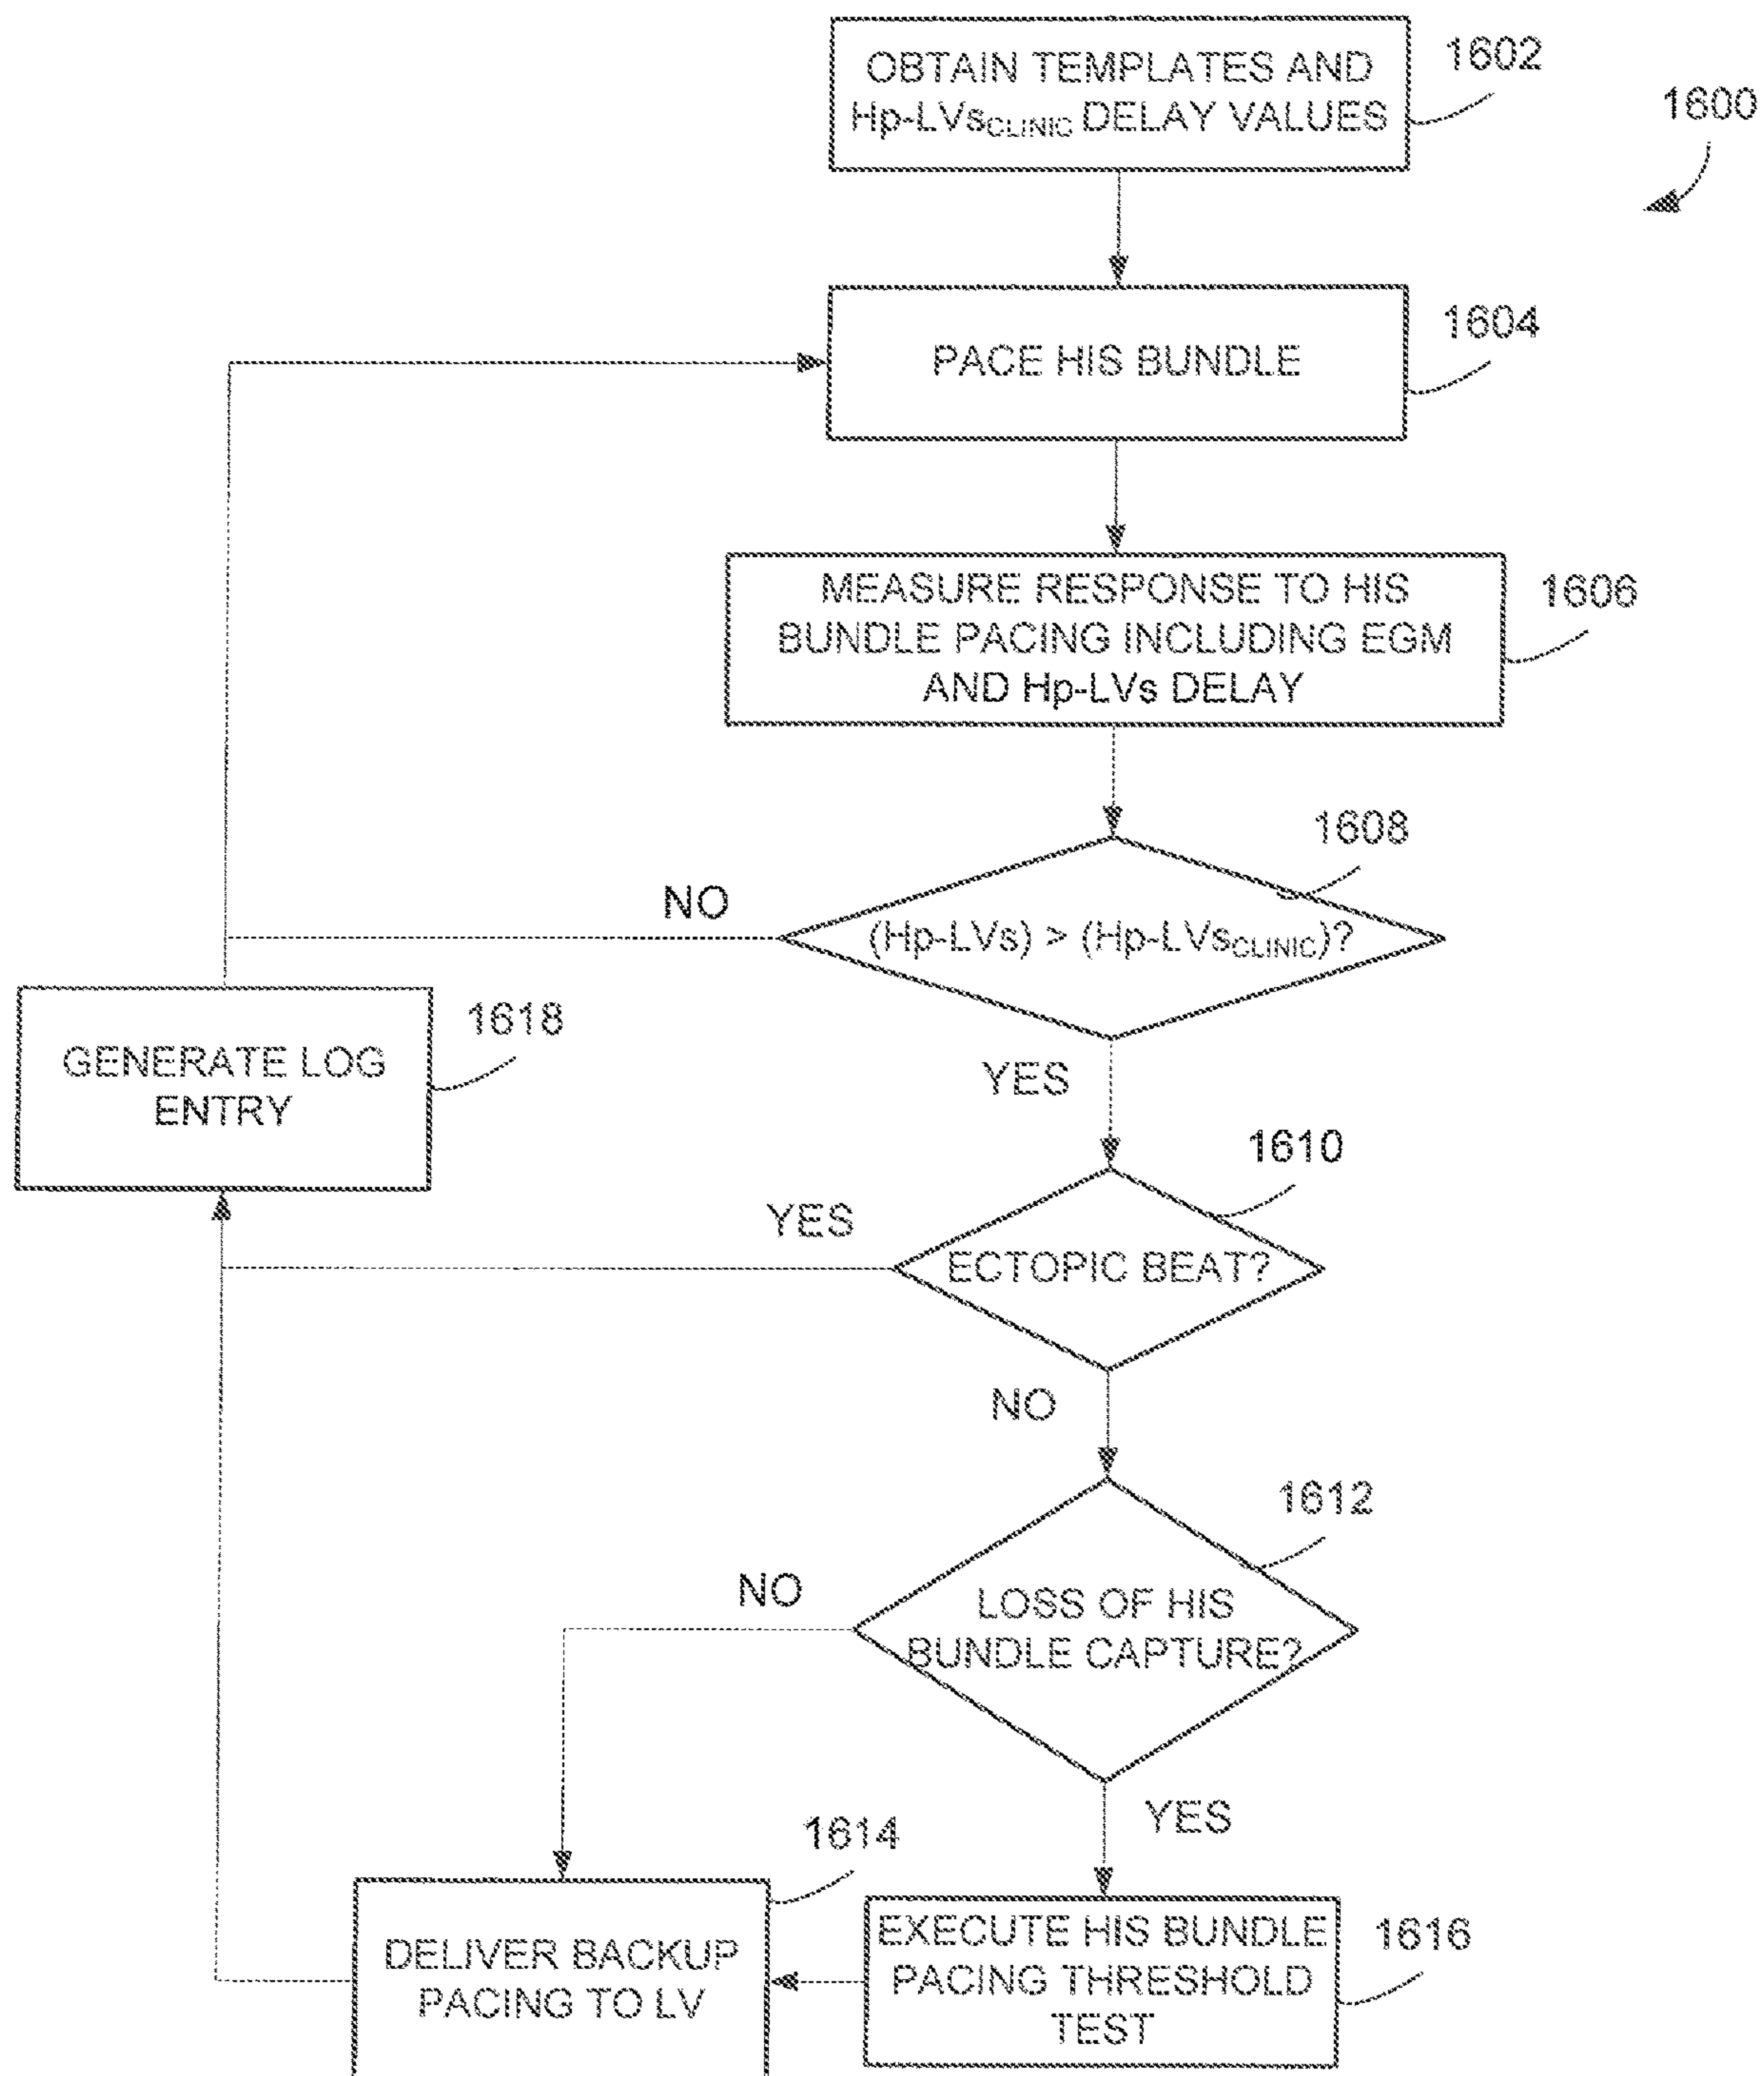 OBTAIN TEMPLATES AND
Hp-LVsCLINIC DELAY VALUES
1602
1600
PACE HIS BUNDLE
1604
MEASURE RESPONSE TO HIS
BUNDLE PACING INCLUDING EGM
AND Hp-LVs DELAY
1606
1608
NO
(Hp-LVs) > (Hp-LVsCLINIC)?
YES
GENERATE LOG
ENTRY
1618
1610
YES
ECTOPIC BEAT?
NO
1612
NO
LOSS OF HIS
BUNDLE CAPTURE?
YES
1614
DELIVER BACKUP
PACING TO LV
EXECUTE HIS BUNDLE
PACING THRESHOLD
TEST
1616